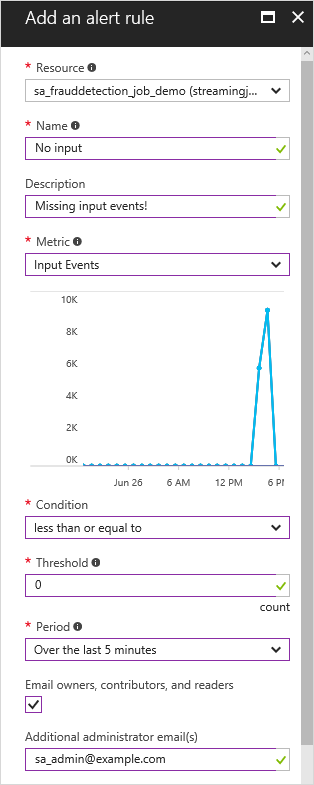 Add an alert rule
* Resource
sa_frauddetection_job_demo (streamingj...
* Name
No input
Description
Missing input events!
* Metric
Input Events
10K
8K
6K
4K
2K
0K
Jun 26 6 AM 12 PM 6 PM
* Condition
less than or equal to
* Threshold
0
count
* Period
Over the last 5 minutes
Email owners, contributors, and readers
Additional administrator email(s)
sa_admin@example.com